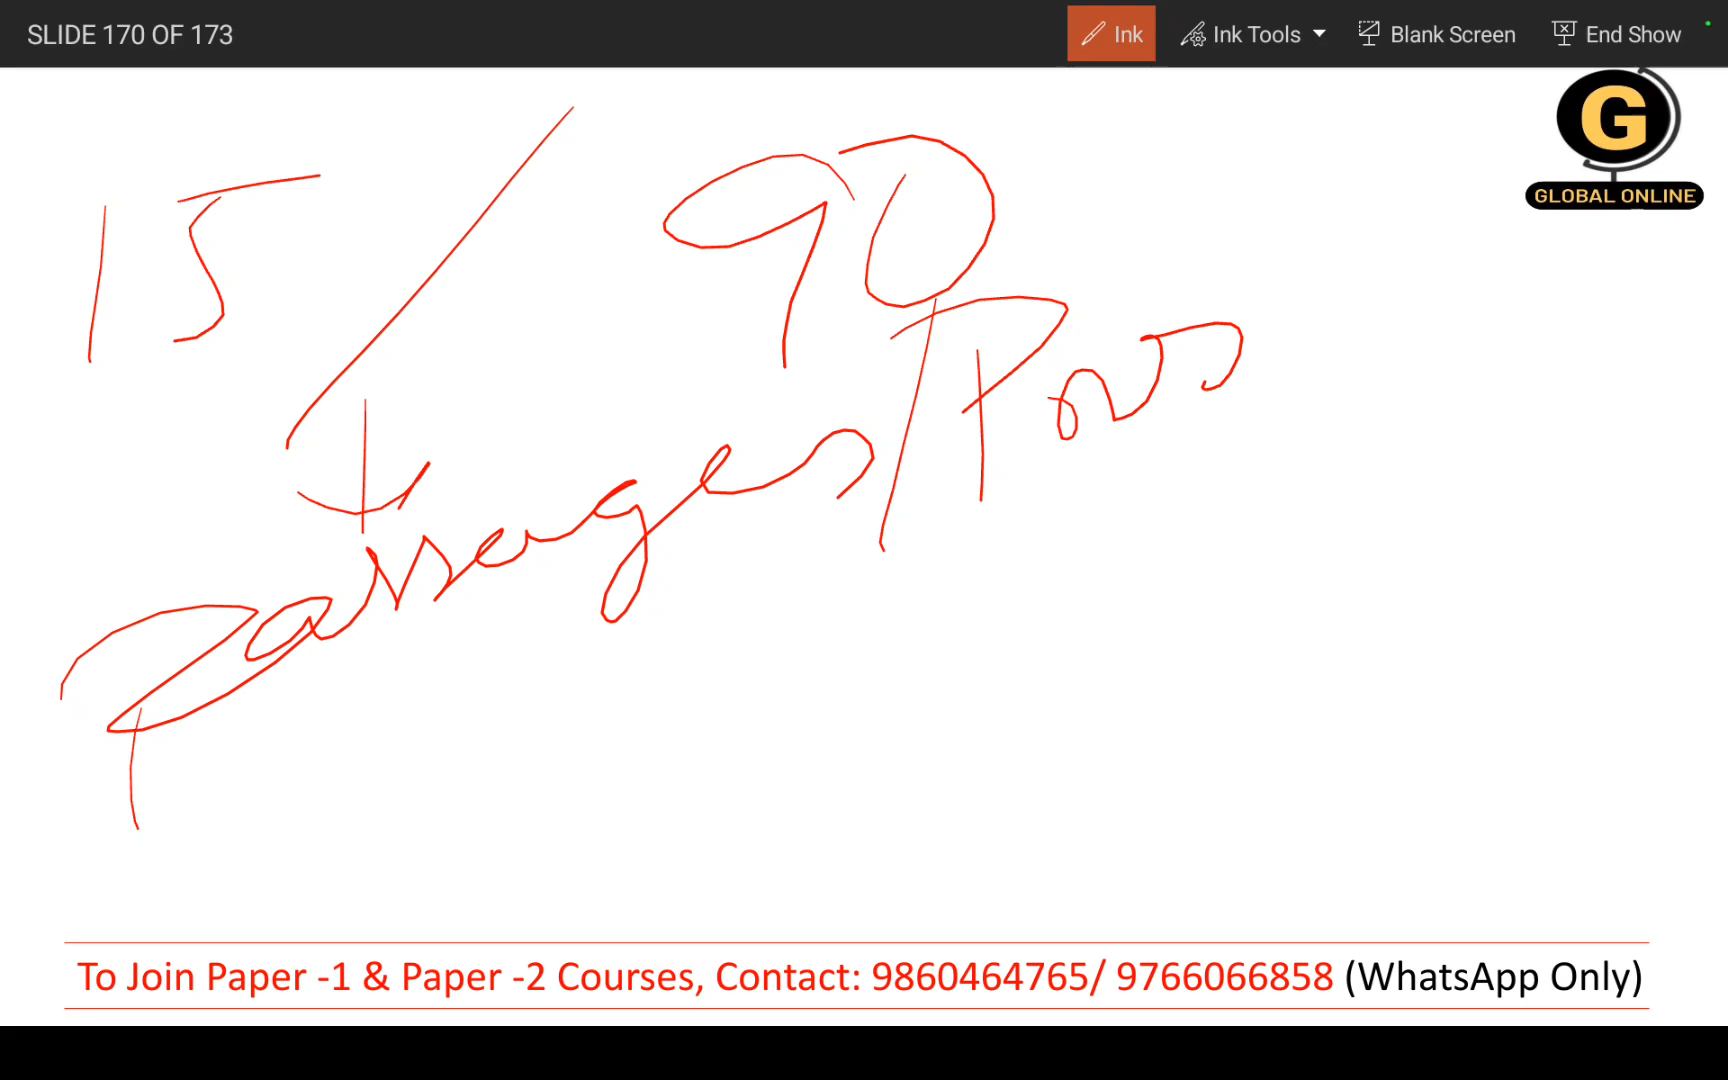 SLIDE 170 OF 173 Ink Ink Tools Blank Screen End Show
G
GLOBAL ONLINE
15 / 90
Passages /
To Join Paper -1 & Paper -2 Courses, Contact: 9860464765/ 9766066858 (WhatsApp Only)